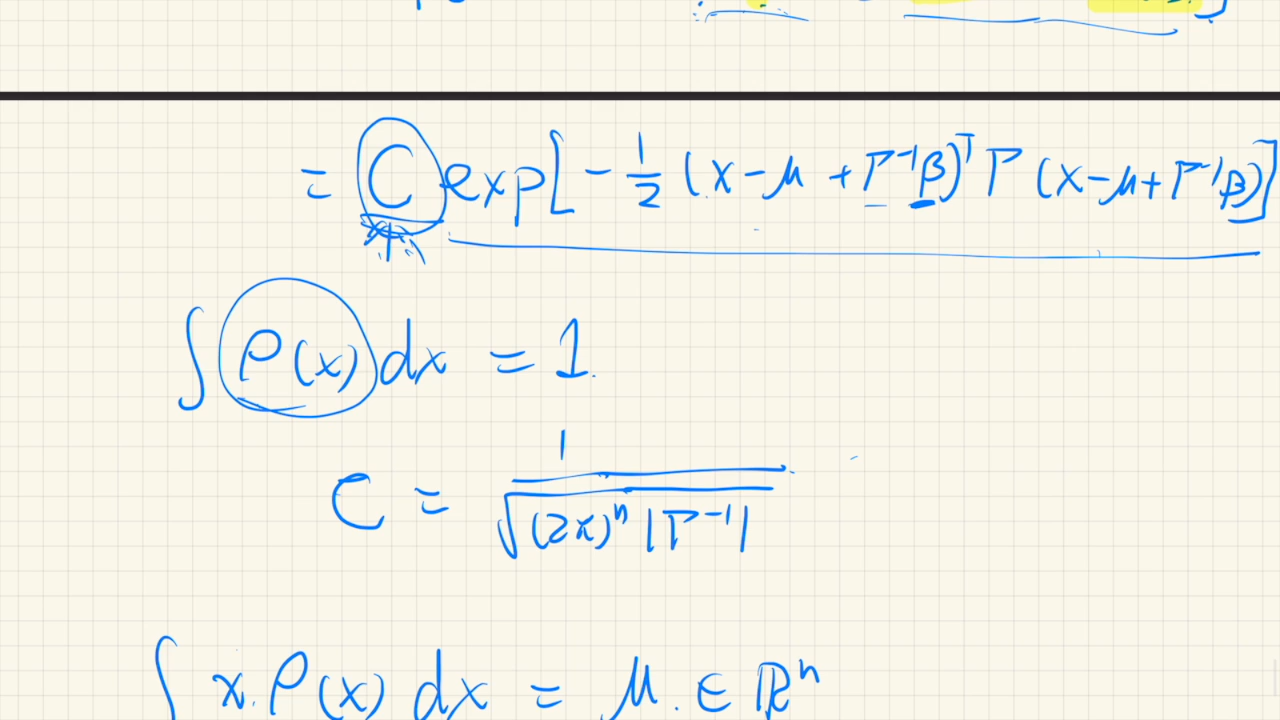 = C exp[ - 1/2 (x - μ + Γ⁻¹β)ᵀ Γ (x - μ + Γ⁻¹β)]
∫ ρ(x) dx = 1.
C = 1 / √((2π)ⁿ |Γ⁻¹|)
∫ x. ρ(x) dx = μ. ∈ ℝⁿ